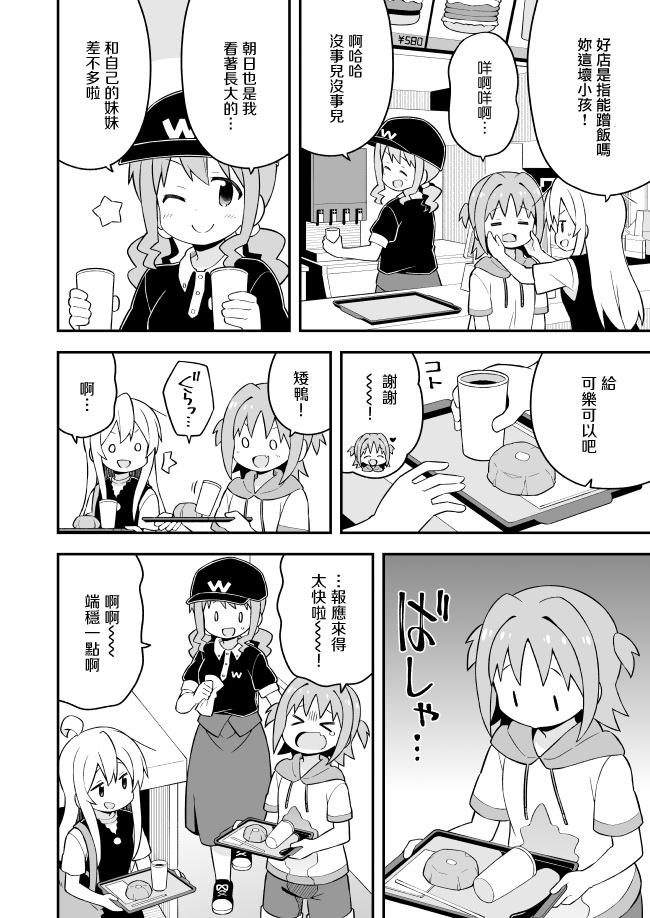 好店是指能蹭飯嗎
妳這壞小孩！
咩啊咩啊…
¥580
啊哈哈
沒事兒沒事兒
W
朝日也是我
看著長大的…
和自己的妹妹
差不多啦
給
可樂可以吧
コト
謝謝
～～！
矮鴨！
ぐらっ…
啊…
ばしゃ…
…報應來得
太快啦～～！
W
W
啊啊～～
端穩一點啊